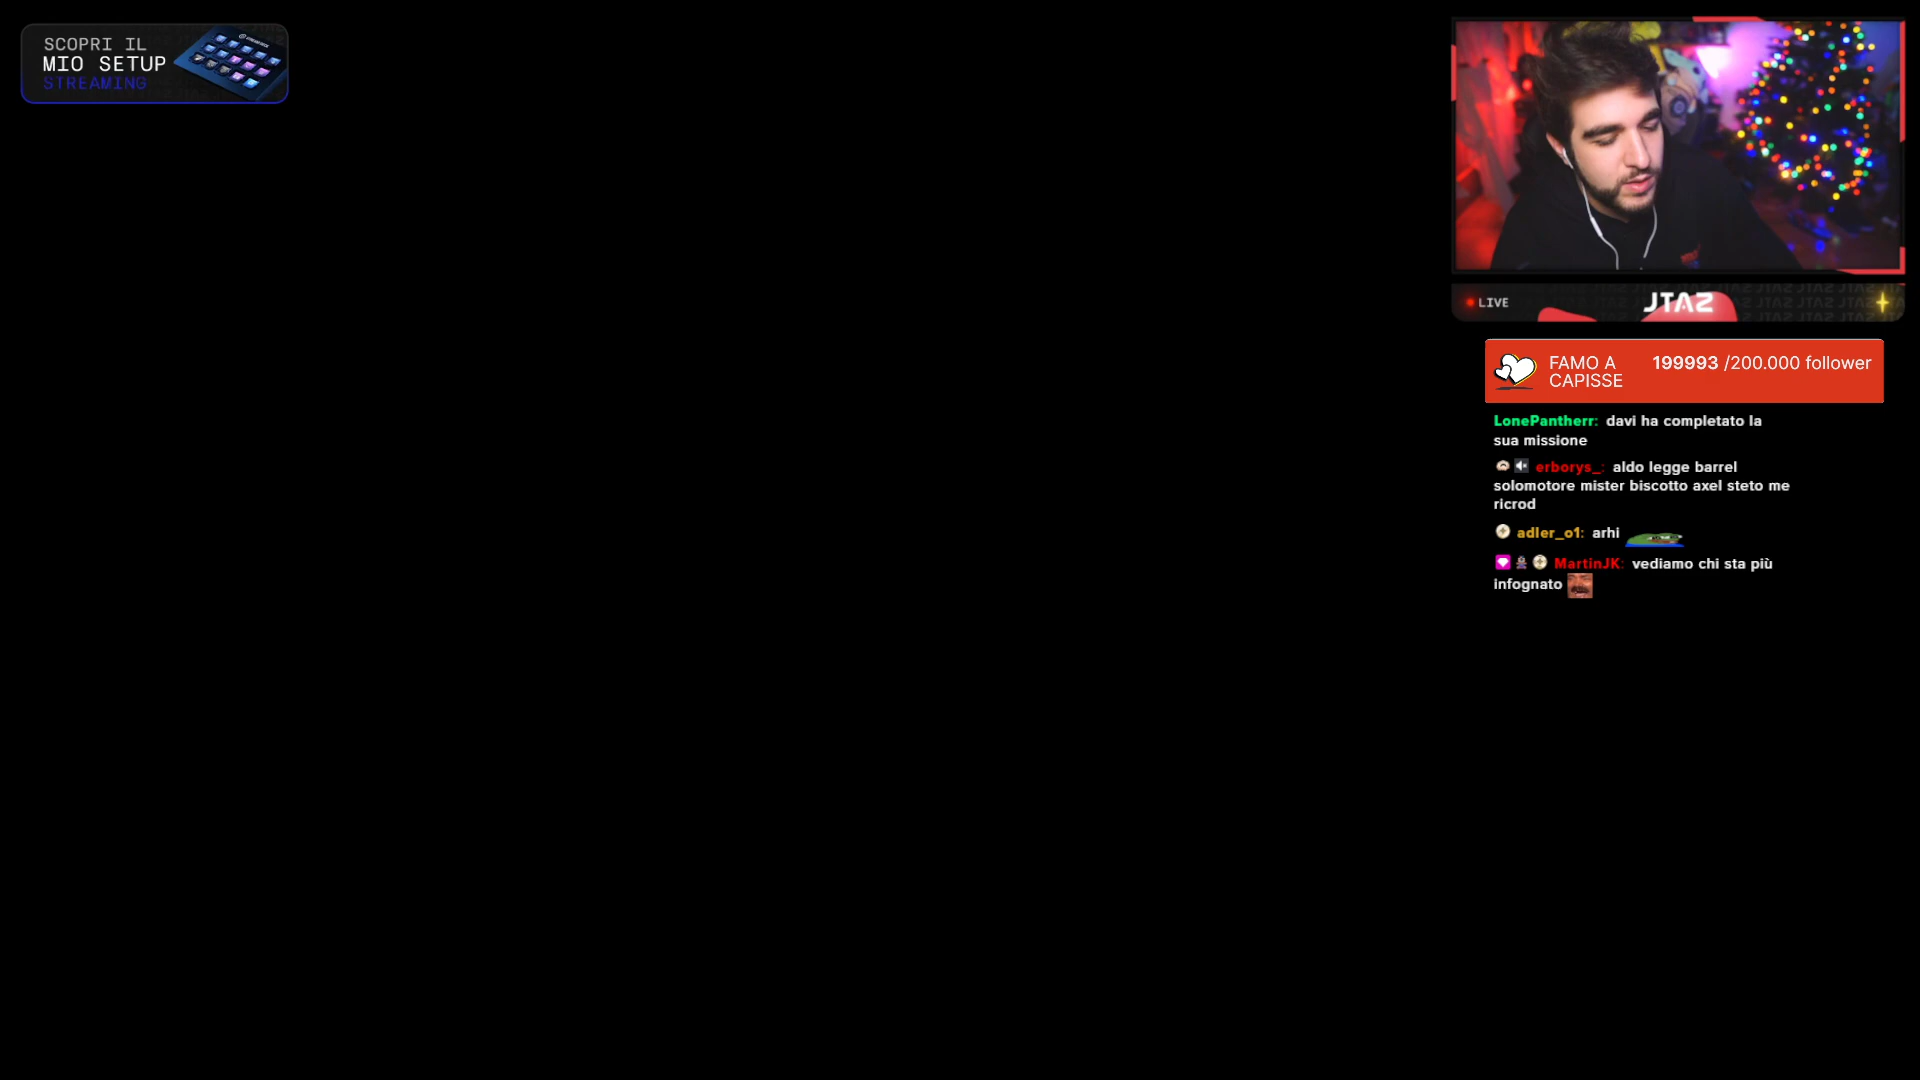 SCOPRI IL
MIO SETUP
STREAMING
LIVE
JTAZ
FAMO A
CAPISSE
199993 /200.000 follower
LonePantherr: davi ha completato la
sua missione
erborys_: aldo legge barrel
solomotore mister biscotto axel steto me
ricrod
adler_o1: arhi
MartinJK: vediamo chi sta più
infognato